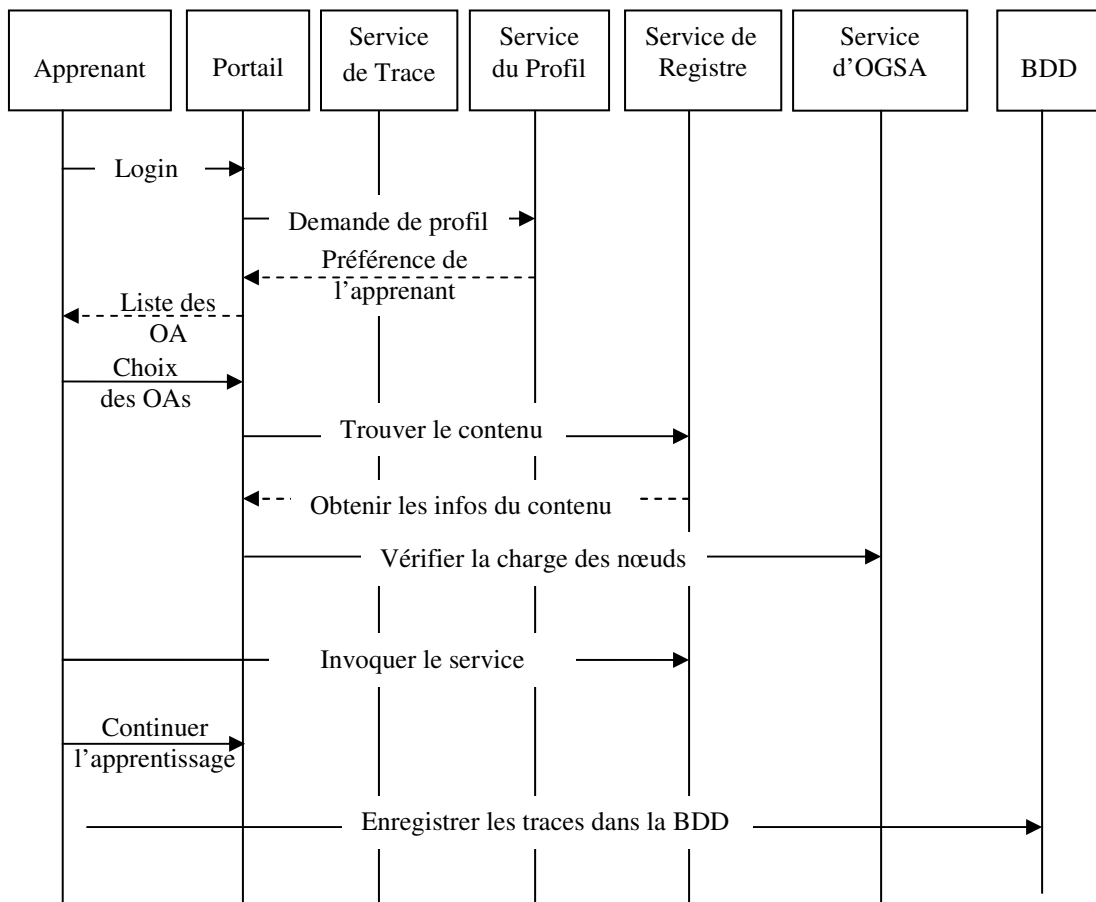 Apprenant
Portail
Service
de Trace
Service
du Profil
Service de
Registre
Service
d’OGSA
BDD
Login
Demande de profil
Préférence de
l’apprenant
Liste des
OA
Choix
des OAs
Trouver le contenu
Obtenir les infos du contenu
Vérifier la charge des nœuds
Invoquer le service
Continuer
l’apprentissage
Enregistrer les traces dans la BDD